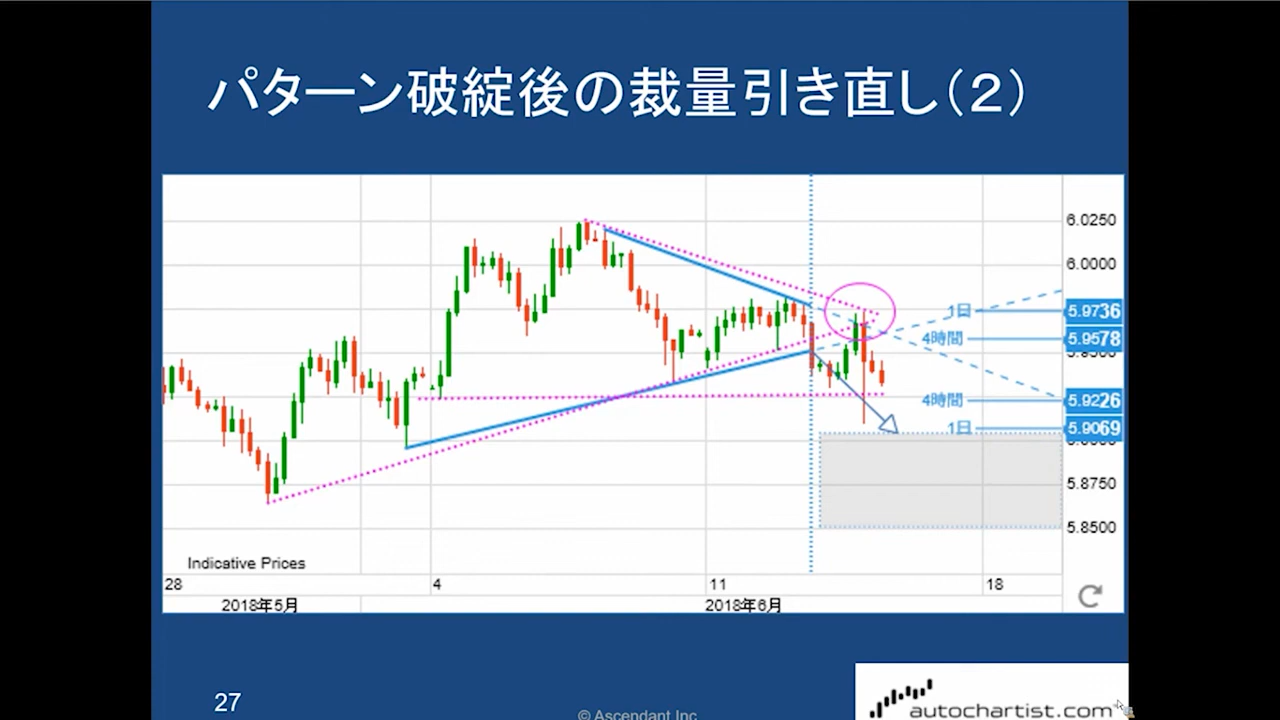 パターン破綻後の裁量引き直し（２）
6.0250
6.0000
1日 5.9736
4時間 5.9578
4時間 5.9226
1日 5.9069
5.8750
5.8500
Indicative Prices
28 4 11 18
2018年5月 2018年6月
27
© Ascendant Inc
autochartist.com